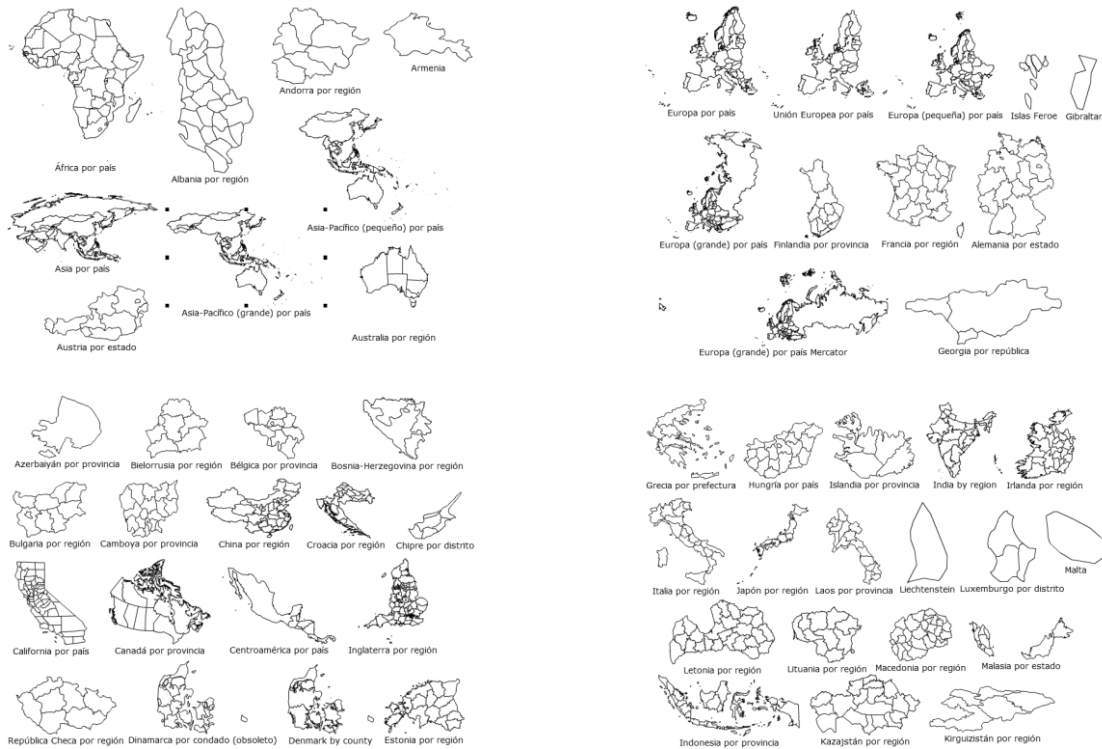 África por país
Albania por región
Andorra por región
Armenia
Asia por país
Asia-Pacífico (grande) por país
Asia-Pacífico (pequeño) por país
Austria por estado
Australia por región
Europa por país
Unión Europea por país
Europa (pequeña) por país
Islas Feroe
Gibraltar
Europa (grande) por país
Finlandia por provincia
Francia por región
Alemania por estado
Europa (grande) por país Mercator
Georgia por república
Azerbaiyán por provincia
Bielorrusia por región
Bélgica por provincia
Bosnia-Herzegovina por región
Bulgaria por región
Camboya por provincia
China por región
Croacia por región
Chipre por distrito
California por país
Canadá por provincia
Centroamérica por país
Inglaterra por región
República Checa por región
Dinamarca por condado (obsoleto)
Denmark by county
Estonia por región
Grecia por prefectura
Hungría por país
Islandia por provincia
India by region
Irlanda por región
Italia por región
Japón por región
Laos por provincia
Liechtenstein
Luxemburgo por distrito
Malta
Letonia por región
Lituania por región
Macedonia por región
Malasia por estado
Indonesia por provincia
Kazajstán por región
Kirguizistán por región